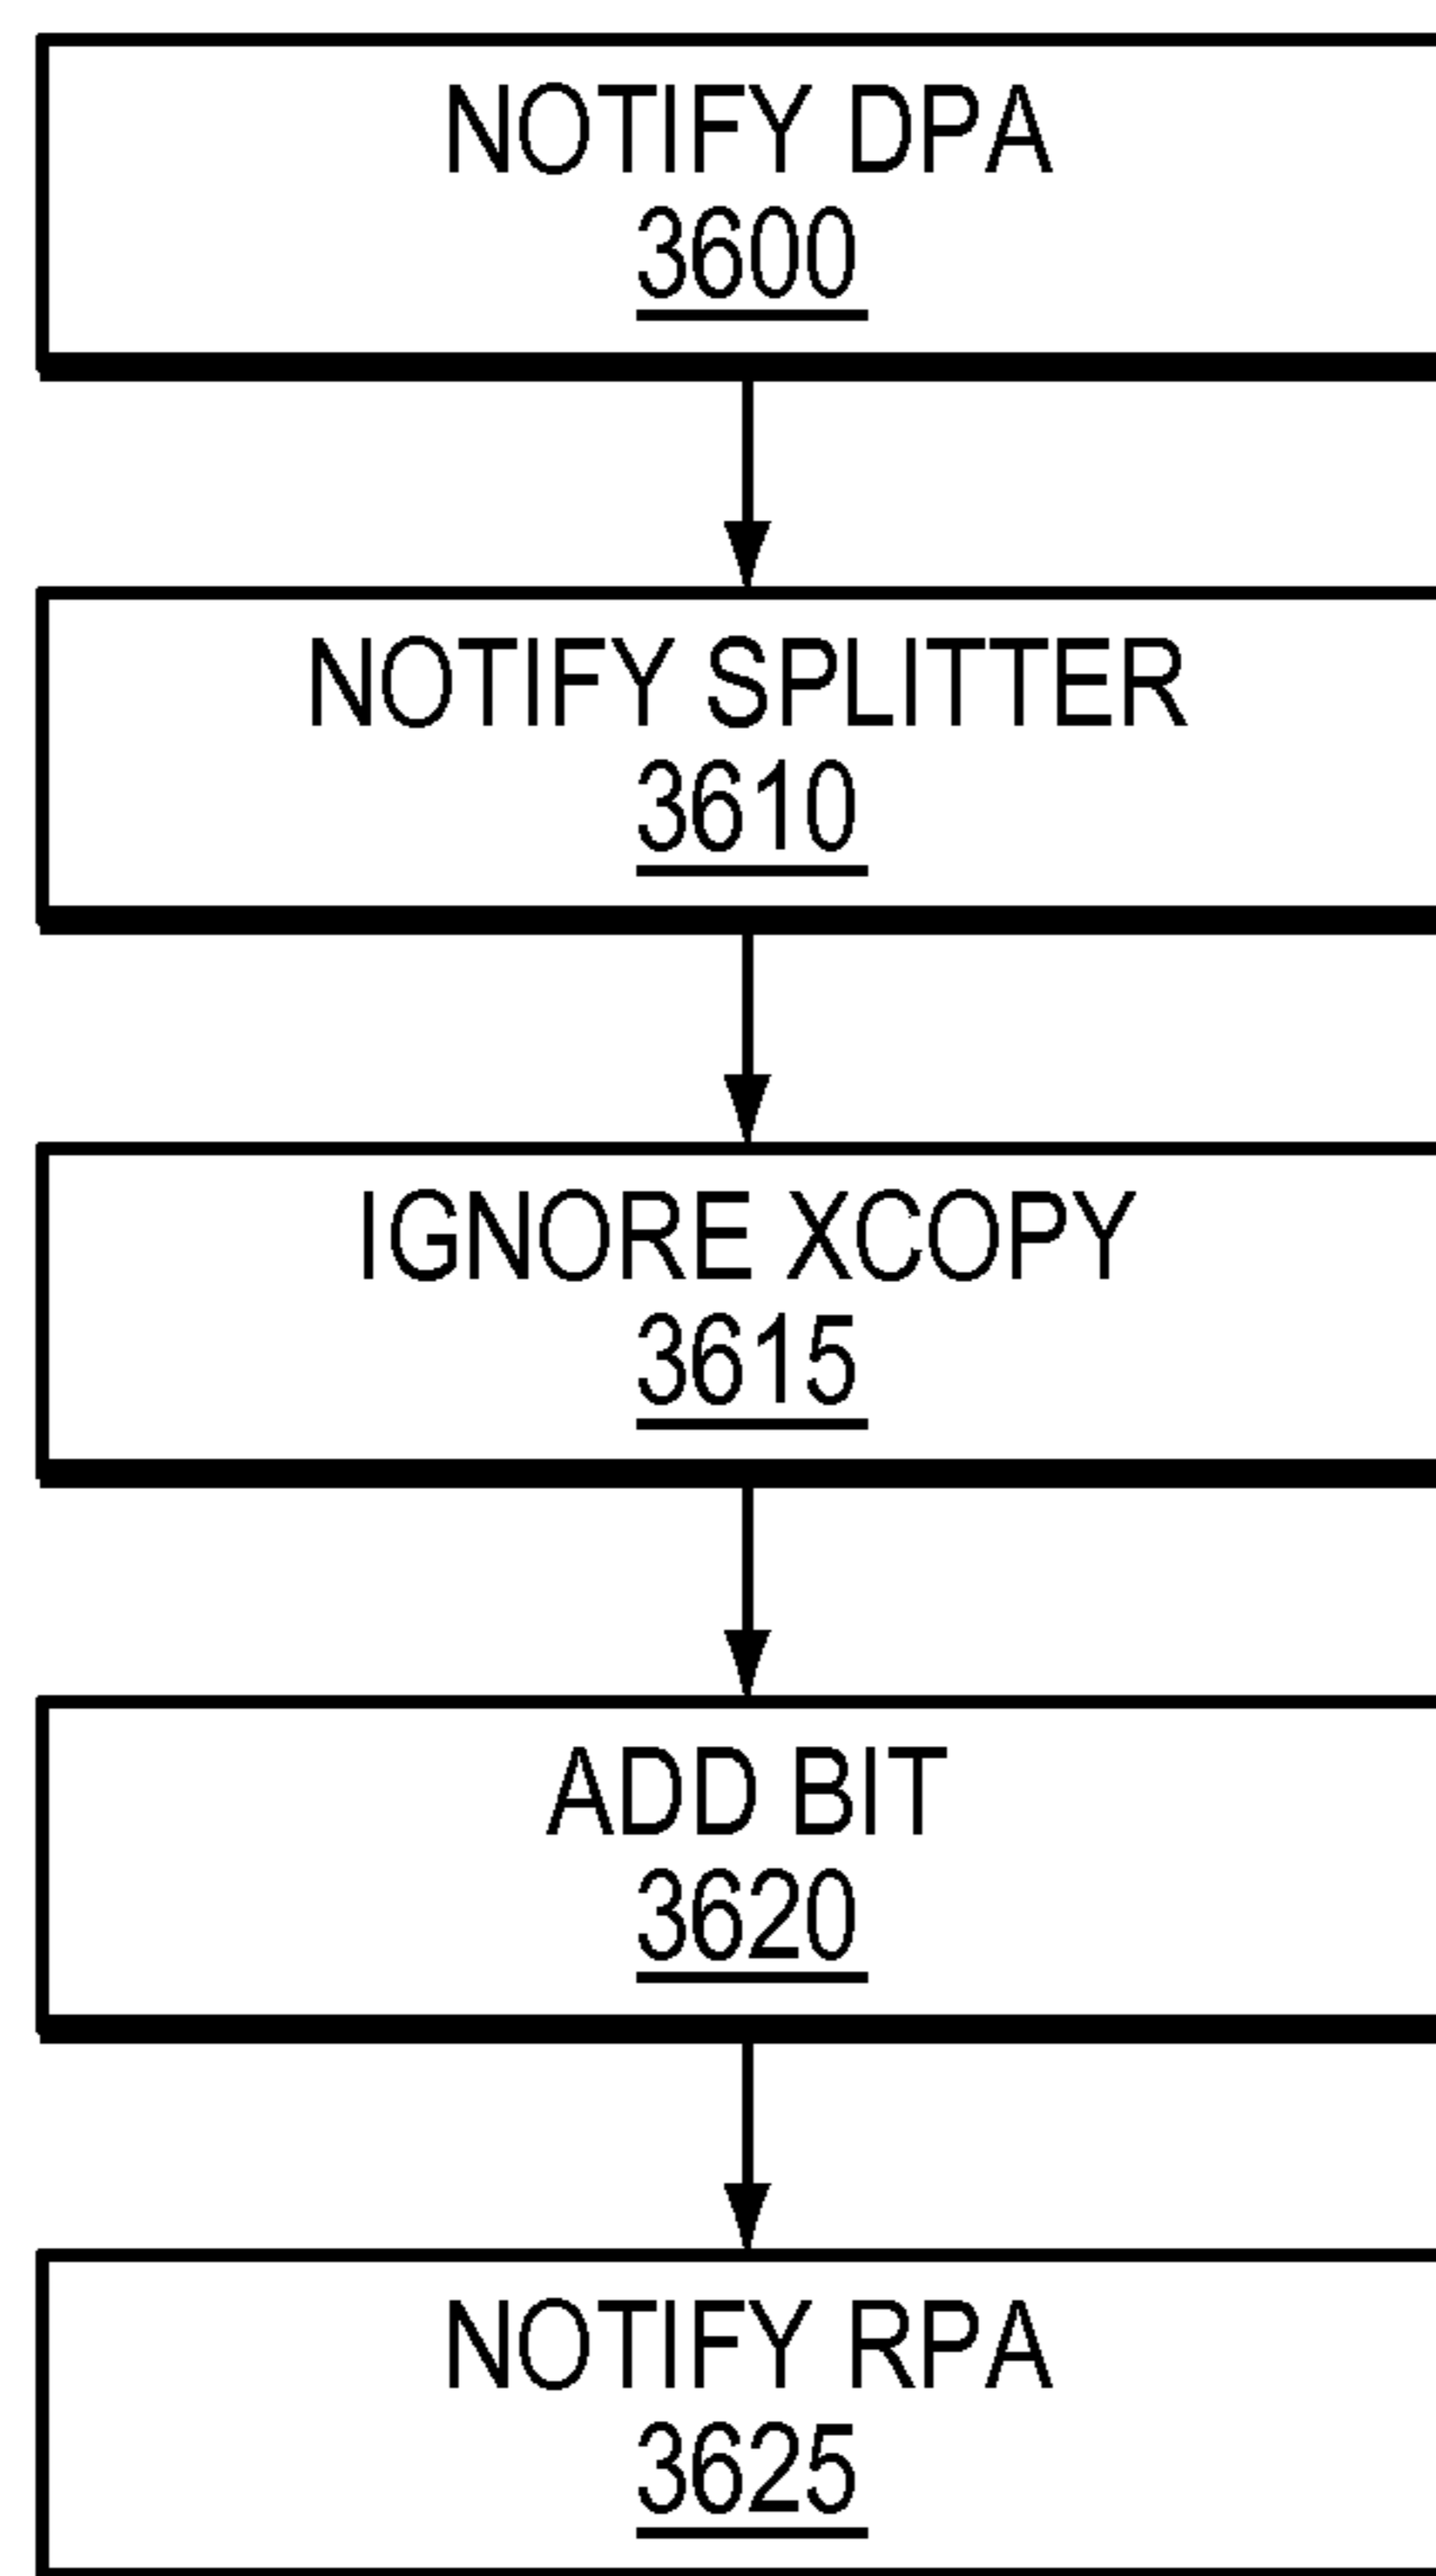 NOTIFY DPA
3600
NOTIFY SPLITTER
3610
IGNORE XCOPY
3615
ADD BIT
3620
NOTIFY RPA
3625